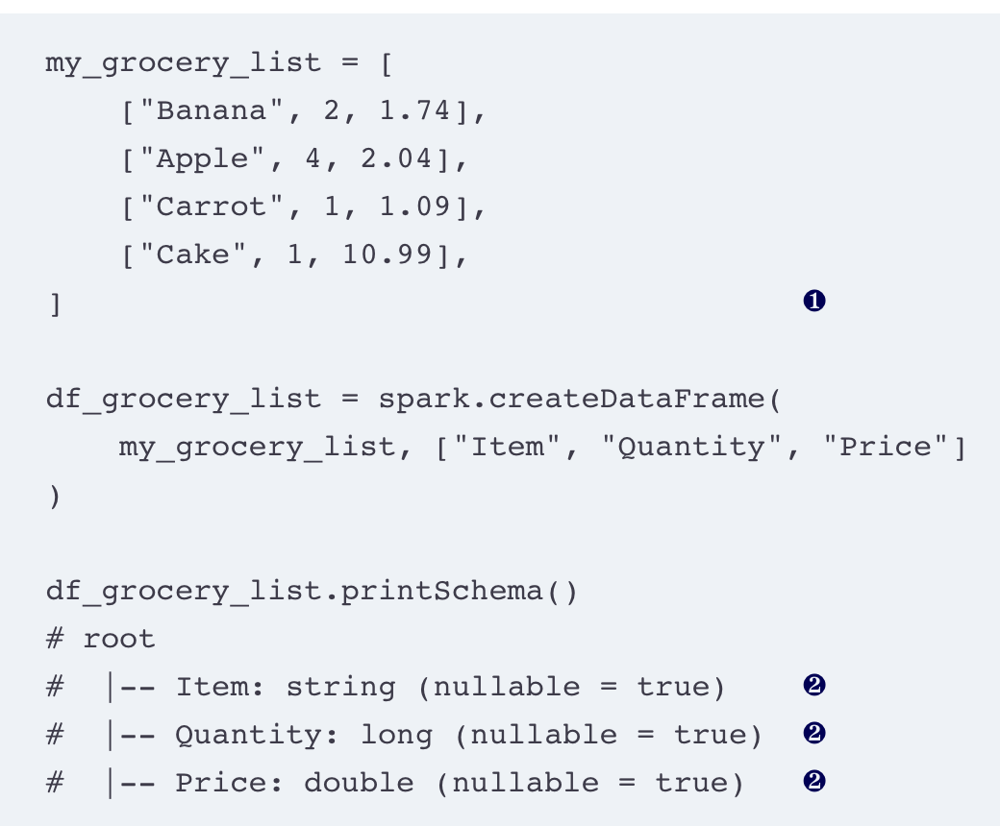 my_grocery_list = [
    ["Banana", 2, 1.74],
    ["Apple", 4, 2.04],
    ["Carrot", 1, 1.09],
    ["Cake", 1, 10.99],
] ❶
df_grocery_list = spark.createDataFrame(
    my_grocery_list, ["Item", "Quantity", "Price"]
)
df_grocery_list.printSchema()
# root
#  |-- Item: string (nullable = true) ❷
#  |-- Quantity: long (nullable = true) ❷
#  |-- Price: double (nullable = true) ❷